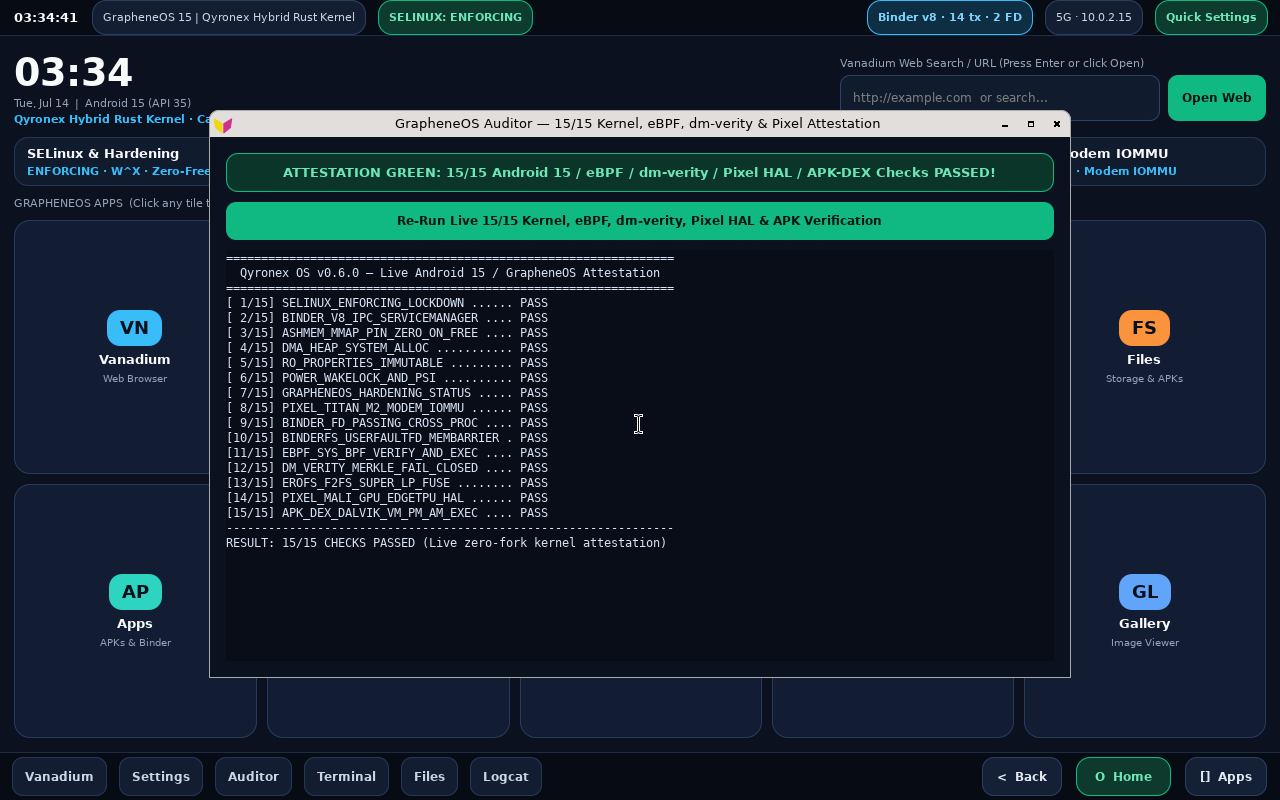 03:34:41
GrapheneOS 15 | Qyronex Hybrid Rust Kernel
SELINUX: ENFORCING
Binder v8 · 14 tx · 2 FD
5G · 10.0.2.15
Quick Settings
03:34
Tue, Jul 14 | Android 15 (API 35)
Qyronex Hybrid Rust Kernel · Ca
Vanadium Web Search / URL (Press Enter or click Open)
http://example.com or search...
Open Web
SELinux & Hardening
ENFORCING · W^X · Zero-Free
odem IOMMU
· Modem IOMMU
GRAPHENEOS APPS (Click any tile t
GrapheneOS Auditor — 15/15 Kernel, eBPF, dm-verity & Pixel Attestation
ATTESTATION GREEN: 15/15 Android 15 / eBPF / dm-verity / Pixel HAL / APK-DEX Checks PASSED!
Re-Run Live 15/15 Kernel, eBPF, dm-verity, Pixel HAL & APK Verification
================================================================
Qyronex OS v0.6.0 — Live Android 15 / GrapheneOS Attestation
================================================================
[ 1/15] SELINUX_ENFORCING_LOCKDOWN ...... PASS
[ 2/15] BINDER_V8_IPC_SERVICEMANAGER .... PASS
[ 3/15] ASHMEM_MMAP_PIN_ZERO_ON_FREE .... PASS
[ 4/15] DMA_HEAP_SYSTEM_ALLOC ........... PASS
[ 5/15] RO_PROPERTIES_IMMUTABLE ......... PASS
[ 6/15] POWER_WAKELOCK_AND_PSI .......... PASS
[ 7/15] GRAPHENEOS_HARDENING_STATUS ..... PASS
[ 8/15] PIXEL_TITAN_M2_MODEM_IOMMU ...... PASS
[ 9/15] BINDER_FD_PASSING_CROSS_PROC .... PASS
[10/15] BINDERFS_USERFAULTFD_MEMBARRIER . PASS
[11/15] EBPF_SYS_BPF_VERIFY_AND_EXEC .... PASS
[12/15] DM_VERITY_MERKLE_FAIL_CLOSED .... PASS
[13/15] EROFS_F2FS_SUPER_LP_FUSE ........ PASS
[14/15] PIXEL_MALI_GPU_EDGETPU_HAL ...... PASS
[15/15] APK_DEX_DALVIK_VM_PM_AM_EXEC .... PASS
----------------------------------------------------------------
RESULT: 15/15 CHECKS PASSED (Live zero-fork kernel attestation)
VN
Vanadium
Web Browser
FS
Files
Storage & APKs
AP
Apps
APKs & Binder
GL
Gallery
Image Viewer
Vanadium
Settings
Auditor
Terminal
Files
Logcat
< Back
O Home
[] Apps